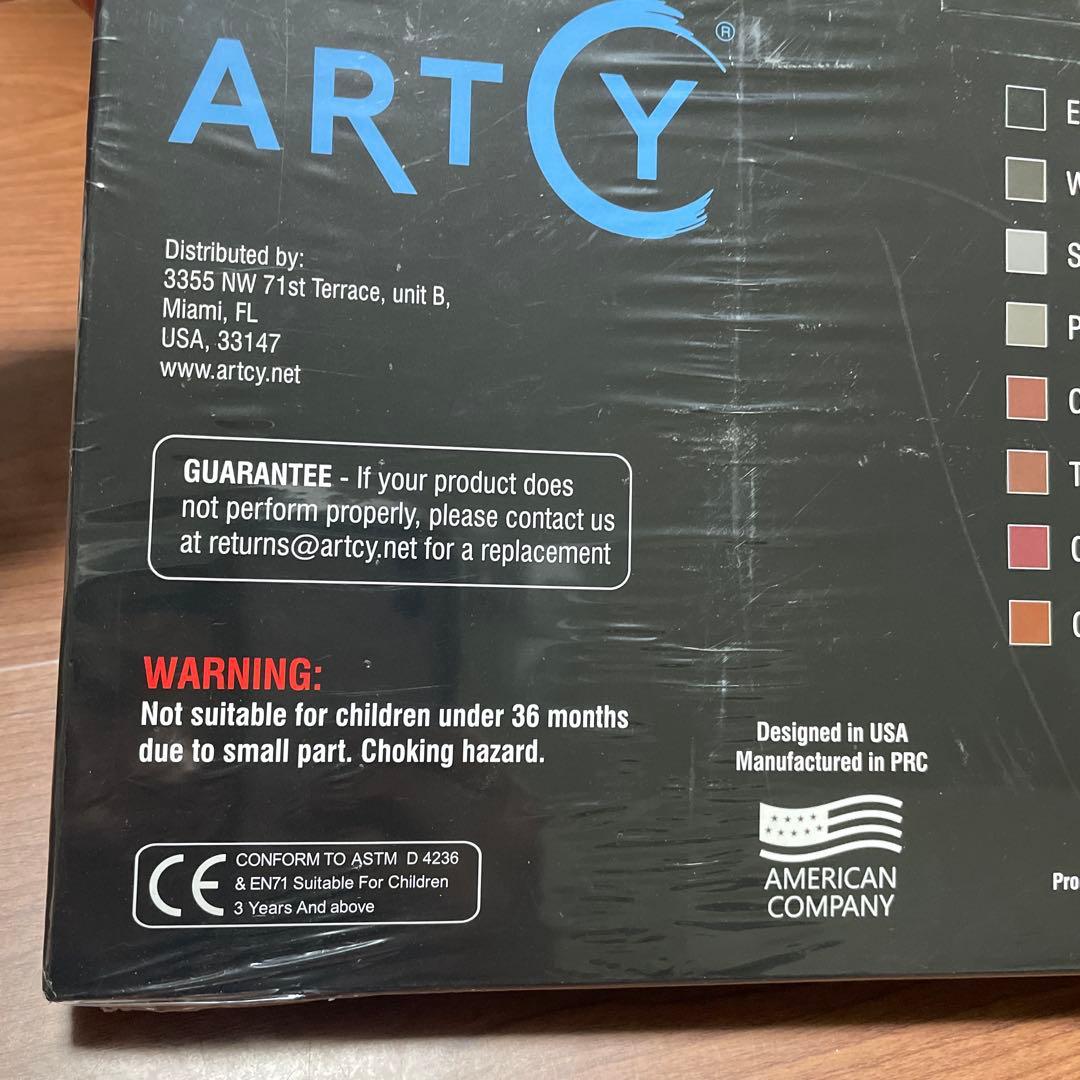 ARTCY®
Distributed by:
3355 NW 71st Terrace, unit B,
Miami, FL
USA, 33147
www.artcy.net
GUARANTEE - If your product does
not perform properly, please contact us
at returns@artcy.net for a replacement
WARNING:
Not suitable for children under 36 months
due to small part. Choking hazard.
CE CONFORM TO ASTM D 4236
& EN71 Suitable For Children
3 Years And above
Designed in USA
Manufactured in PRC
AMERICAN
COMPANY